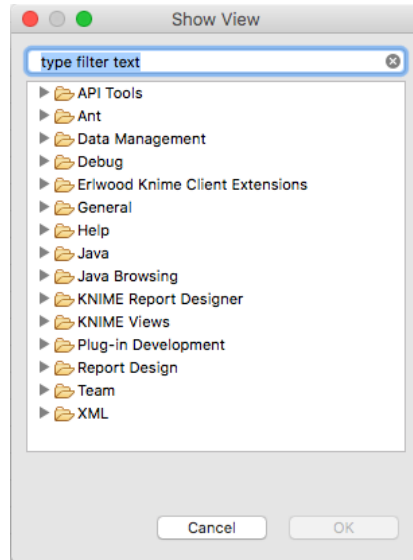 Show View
type filter text
API Tools
Ant
Data Management
Debug
Erlwood Knime Client Extensions
General
Help
Java
Java Browsing
KNIME Report Designer
KNIME Views
Plug-in Development
Report Design
Team
XML
Cancel
OK